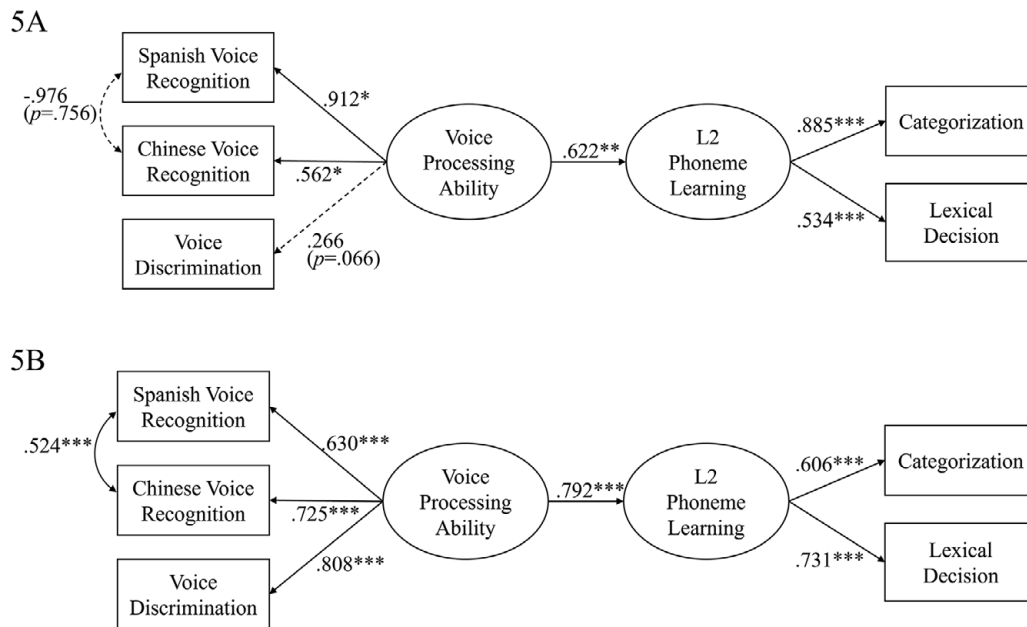 5A
Spanish Voice
Recognition
-.976
(p=.756)
.912*
Chinese Voice
Recognition
.562*
Voice
Processing
Ability
.622**
L2
Phoneme
Learning
.885***
Categorization
.534***
Lexical
Decision
Voice
Discrimination
.266
(p=.066)
5B
Spanish Voice
Recognition
.524***
.630***
Chinese Voice
Recognition
.725***
Voice
Processing
Ability
.792***
L2
Phoneme
Learning
.606***
Categorization
.731***
Lexical
Decision
.808***
Voice
Discrimination